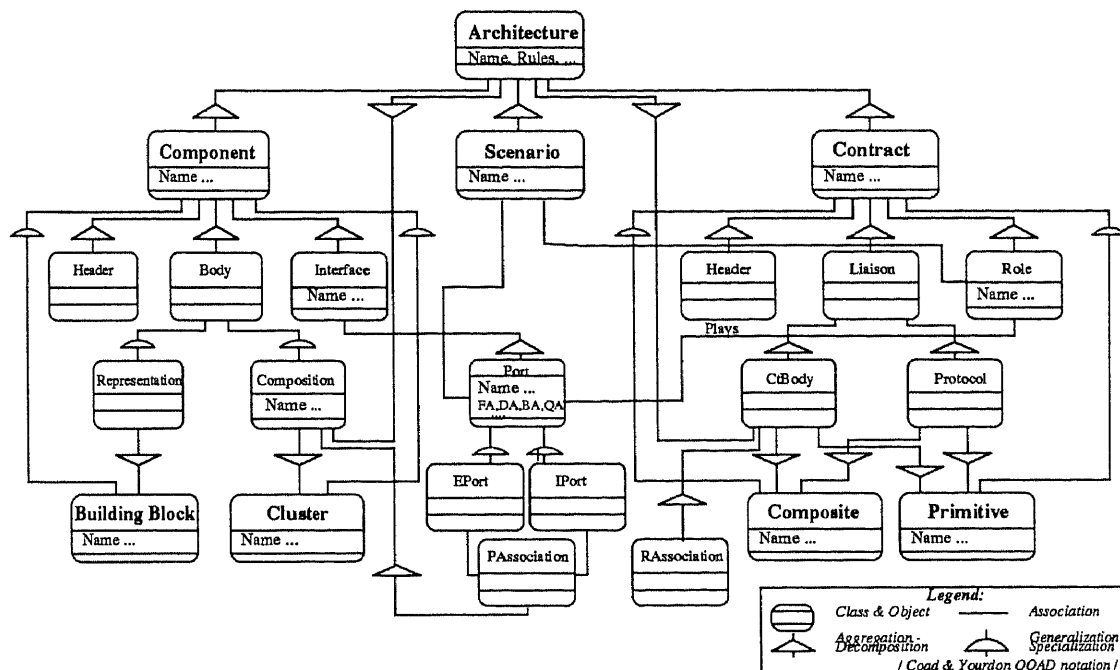 Architecture
Name, Rules, ...
Component
Name ...
Scenario
Name ...
Contract
Name ...
Header
Body
Interface
Name ...
Header
Liaison
Role
Name ...
Plays
Representation
Composition
Name ...
Port
Name ...
FA,DA,BA,QA
....
CtBody
Protocol
EPort
IPort
Building Block
Name ...
Cluster
Name ...
PAssociation
RAssociation
Composite
Name ...
Primitive
Name ...
Legend:
Class & Object
Association
Aggregation -
Decomposition
Generalization
Specialization
/ Coad & Yourdon OOAD notation /